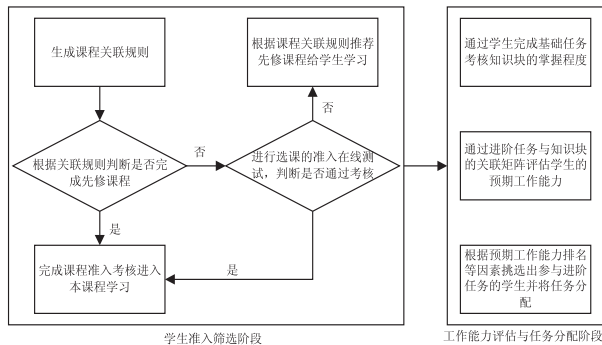 生成课程关联规则
根据课程关联规则推荐
先修课程给学生学习
否
根据关联规则判断是否完
成先修课程
否
进行选课的准入在线测
试，判断是否通过考核
是
完成课程准入考核进入
本课程学习
是
学生准入筛选阶段
通过学生完成基础任务
考核知识块的掌握程度
通过进阶任务与知识块
的关联矩阵评估学生的
预期工作能力
根据预期工作能力排名
等因素挑选出参与进阶
任务的学生并将任务分
配
工作能力评估与任务分配阶段